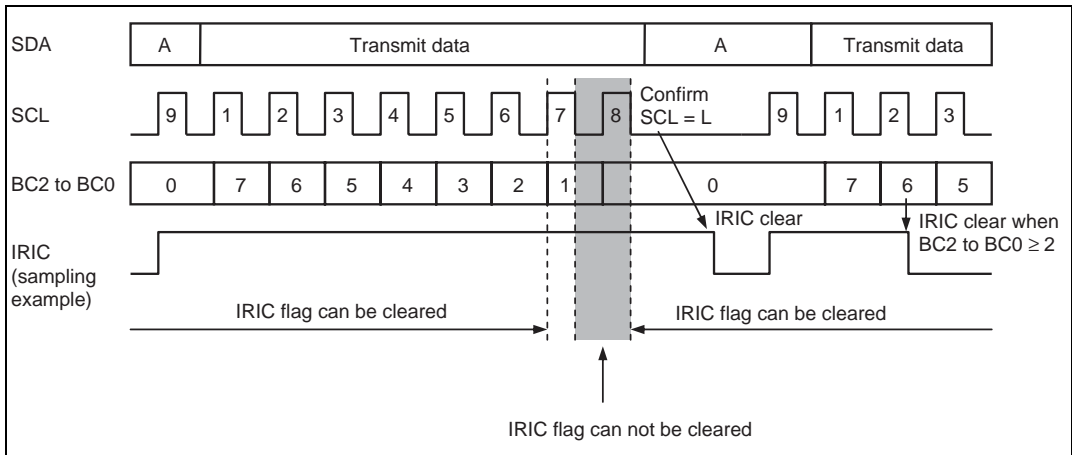 SDA A Transmit data A Transmit data
SCL 9 1 2 3 4 5 6 7 8 9 1 2 3
Confirm
SCL = L
BC2 to BC0 0 7 6 5 4 3 2 1 0 7 6 5
IRIC
(sampling
example)
IRIC clear
IRIC clear when
BC2 to BC0 ≥ 2
IRIC flag can be cleared
IRIC flag can be cleared
IRIC flag can not be cleared